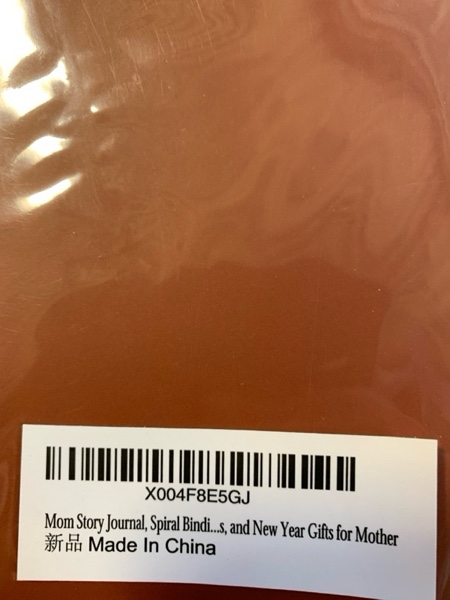 X004F8E5GJ
Mom Story Journal, Spiral Bindi...s, and New Year Gifts for Mother
新品 Made In China